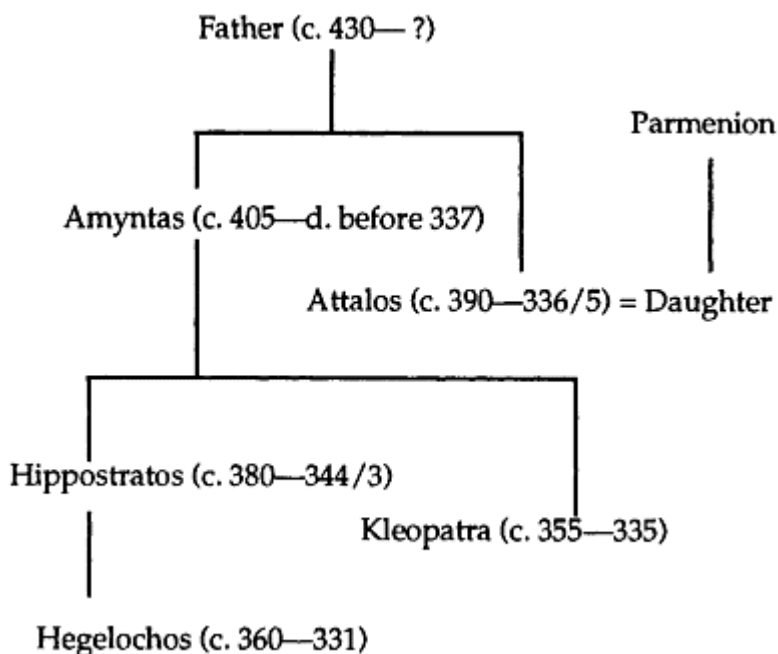 Father (c. 430— ?)
Parmenion
Amyntas (c. 405—d. before 337)
Attalos (c. 390—336/5) = Daughter
Hippostratos (c. 380—344/3)
Kleopatra (c. 355—335)
Hegelochos (c. 360—331)